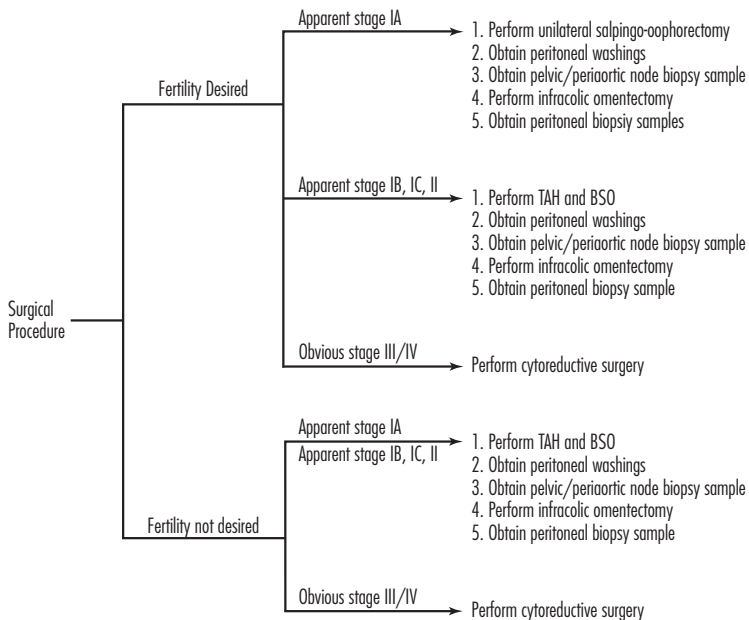 Surgical
Procedure
Fertility Desired
Apparent stage IA
1. Perform unilateral salpingo-oophorectomy
2. Obtain peritoneal washings
3. Obtain pelvic/periaortic node biopsy sample
4. Perform infracolic omentectomy
5. Obtain peritoneal biopsiy samples
Apparent stage IB, IC, II
1. Perform TAH and BSO
2. Obtain peritoneal washings
3. Obtain pelvic/periaortic node biopsy sample
4. Perform infracolic omentectomy
5. Obtain peritoneal biopsy sample
Obvious stage III/IV
Perform cytoreductive surgery
Fertility not desired
Apparent stage IA
Apparent stage IB, IC, II
1. Perform TAH and BSO
2. Obtain peritoneal washings
3. Obtain pelvic/periaortic node biopsy sample
4. Perform infracolic omentectomy
5. Obtain peritoneal biopsy sample
Obvious stage III/IV
Perform cytoreductive surgery